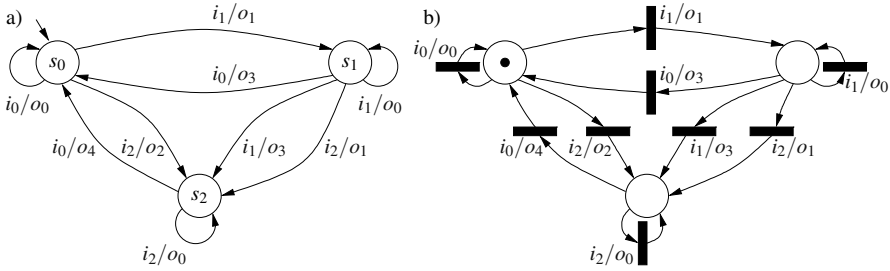 a)
i₁/o₁
s₀
s₁
i₀/o₃
i₀/o₀
i₁/o₀
i₀/o₄
i₂/o₂
i₁/o₃
i₂/o₁
s₂
i₂/o₀
b)
i₁/o₁
i₀/o₀
i₀/o₃
i₁/o₀
i₀/o₄
i₂/o₂
i₁/o₃
i₂/o₁
i₂/o₀